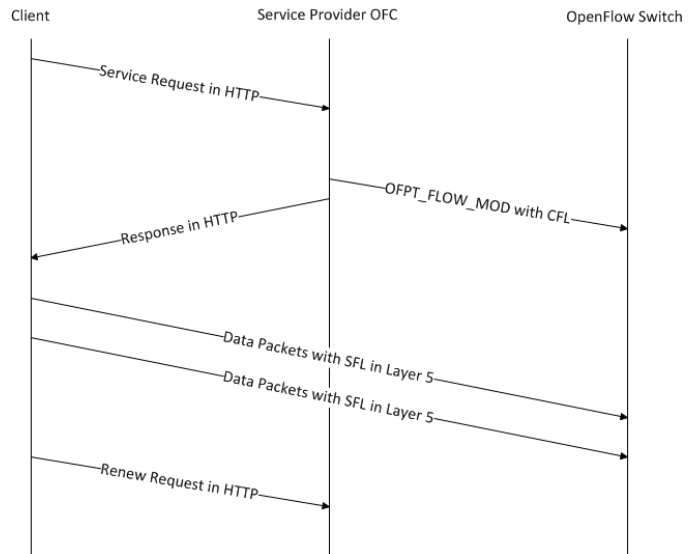 Client
Service Provider OFC
OpenFlow Switch
Service Request in HTTP
OFPT_FLOW_MOD with CFL
Response in HTTP
Data Packets with SFL in Layer 5
Data Packets with SFL in Layer 5
Renew Request in HTTP